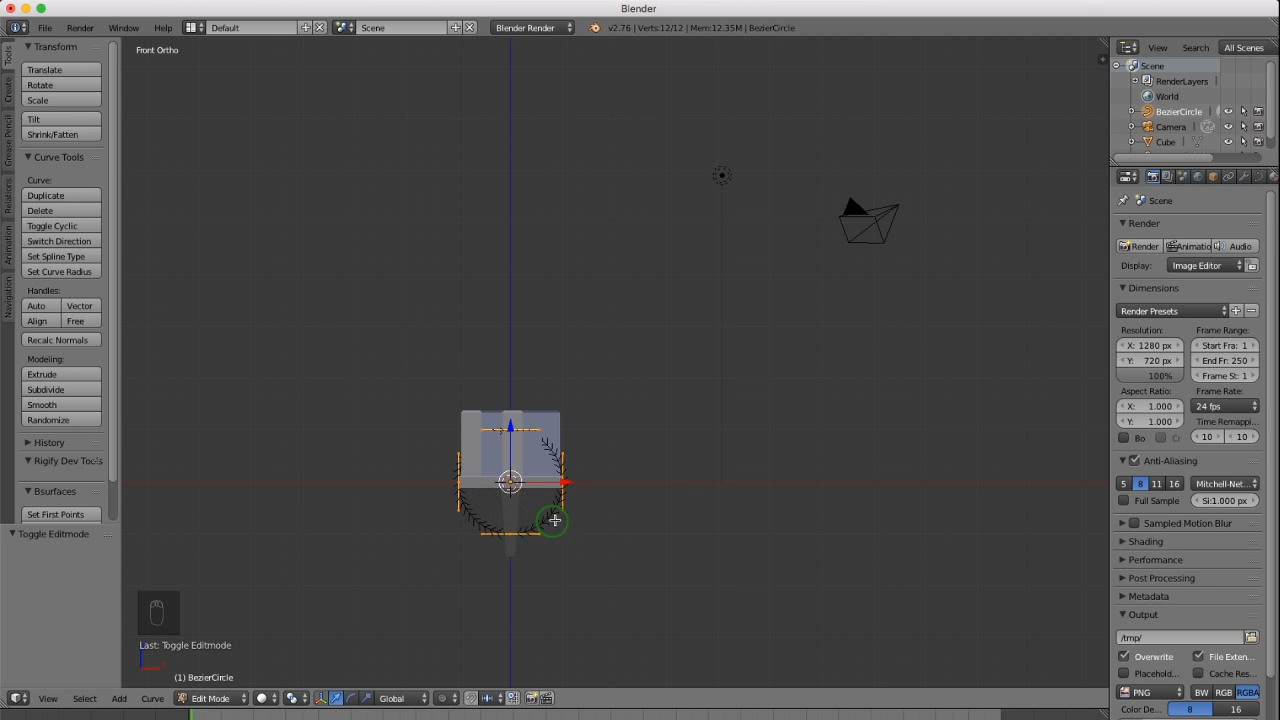 Blender
File Render Window Help Default Scene Blender Render v2.76 | Verts:12/12 | Mem:12.35M | BezierCircle
Tools
Create
Grease Pencil
Relations
Animation
Navigation
Transform
Translate
Rotate
Scale
Tilt
Shrink/Fatten
Curve Tools
Curve:
Duplicate
Delete
Toggle Cyclic
Switch Direction
Set Spline Type
Set Curve Radius
Handles:
Auto Vector
Align Free
Recalc Normals
Modeling:
Extrude
Subdivide
Smooth
Randomize
History
Rigify Dev Tools
Bsurfaces
Set First Points
Toggle Editmode
Front Ortho
Last: Toggle Editmode
(1) BezierCircle
View Select Add Curve Edit Mode Global
View Search All Scenes
Scene
RenderLayers
World
BezierCircle
Camera
Cube
Scene
Render
Render Animatio Audio
Display: Image Editor
Dimensions
Render Presets
Resolution: Frame Range:
X: 1280 px Start Fra: 1
Y: 720 px End Fr: 250
100% Frame St: 1
Aspect Ratio: Frame Rate:
X: 1.000 24 fps
Y: 1.000 Time Remappi...
Bo Cr 10 10
Anti-Aliasing
5 8 11 16 Mitchell-Net...
Full Sample Si:1.000 px
Sampled Motion Blur
Shading
Performance
Post Processing
Metadata
Output
/tmp/
Overwrite File Exten...
Placehold... Cache Res...
PNG BW RGB RGBA
Color De... 8 16